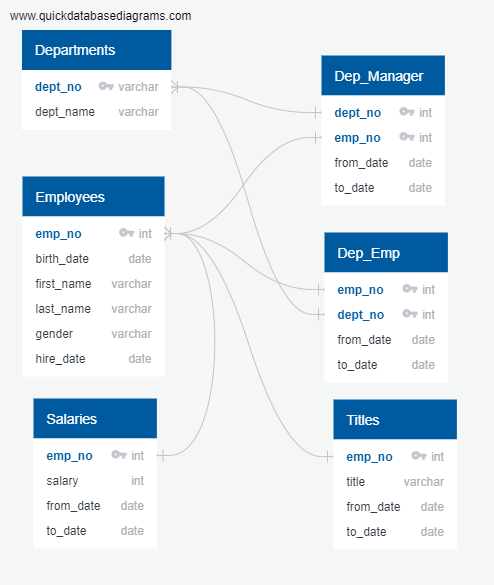 www.quickdatabasediagrams.com
Departments
dept_no varchar
dept_name varchar
Employees
emp_no int
birth_date date
first_name varchar
last_name varchar
gender varchar
hire_date date
Salaries
emp_no int
salary int
from_date date
to_date date
Dep_Manager
dept_no int
emp_no int
from_date date
to_date date
Dep_Emp
emp_no int
dept_no int
from_date date
to_date date
Titles
emp_no int
title varchar
from_date date
to_date date